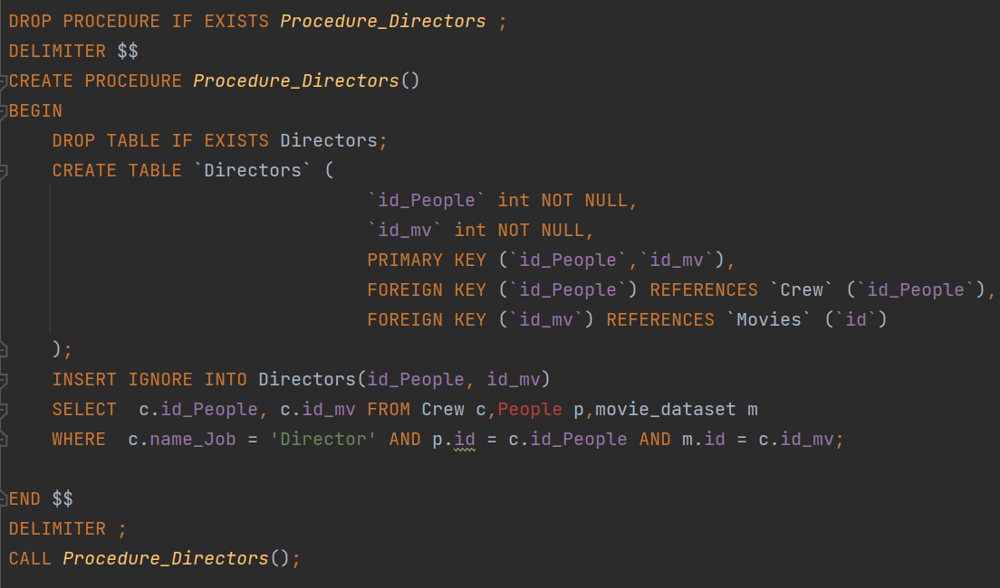 DROP PROCEDURE IF EXISTS Procedure_Directors ;
DELIMITER $$
CREATE PROCEDURE Procedure_Directors()
BEGIN
    DROP TABLE IF EXISTS Directors;
    CREATE TABLE `Directors` (
                                 `id_People` int NOT NULL,
                                 `id_mv` int NOT NULL,
                                 PRIMARY KEY (`id_People`,`id_mv`),
                                 FOREIGN KEY (`id_People`) REFERENCES `Crew` (`id_People`),
                                 FOREIGN KEY (`id_mv`) REFERENCES `Movies` (`id`)
    );
    INSERT IGNORE INTO Directors(id_People, id_mv)
    SELECT  c.id_People, c.id_mv FROM Crew c,People p,movie_dataset m
    WHERE  c.name_Job = 'Director' AND p.id = c.id_People AND m.id = c.id_mv;

END $$
DELIMITER ;
CALL Procedure_Directors();